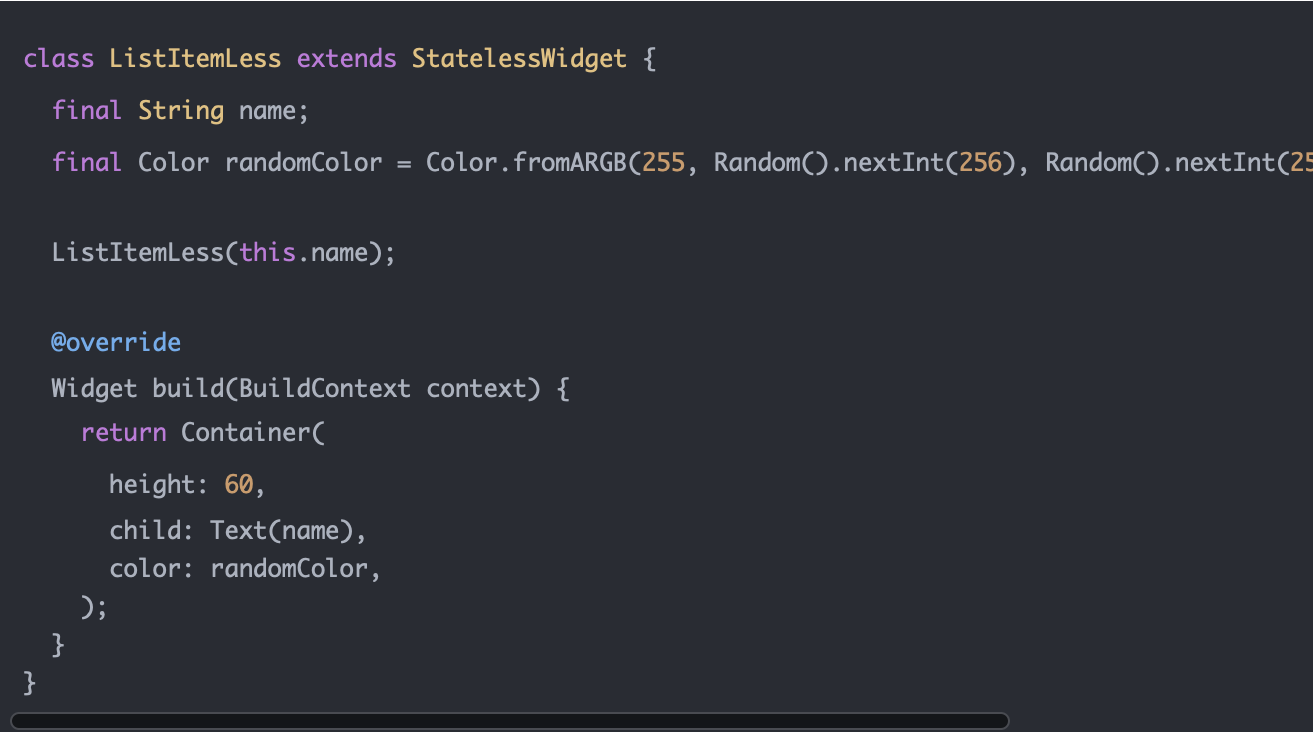 class ListItemLess extends StatelessWidget {
  final String name;
  final Color randomColor = Color.fromARGB(255, Random().nextInt(256), Random().nextInt(25
  ListItemLess(this.name);
  @override
  Widget build(BuildContext context) {
    return Container(
      height: 60,
      child: Text(name),
      color: randomColor,
    );
  }
}